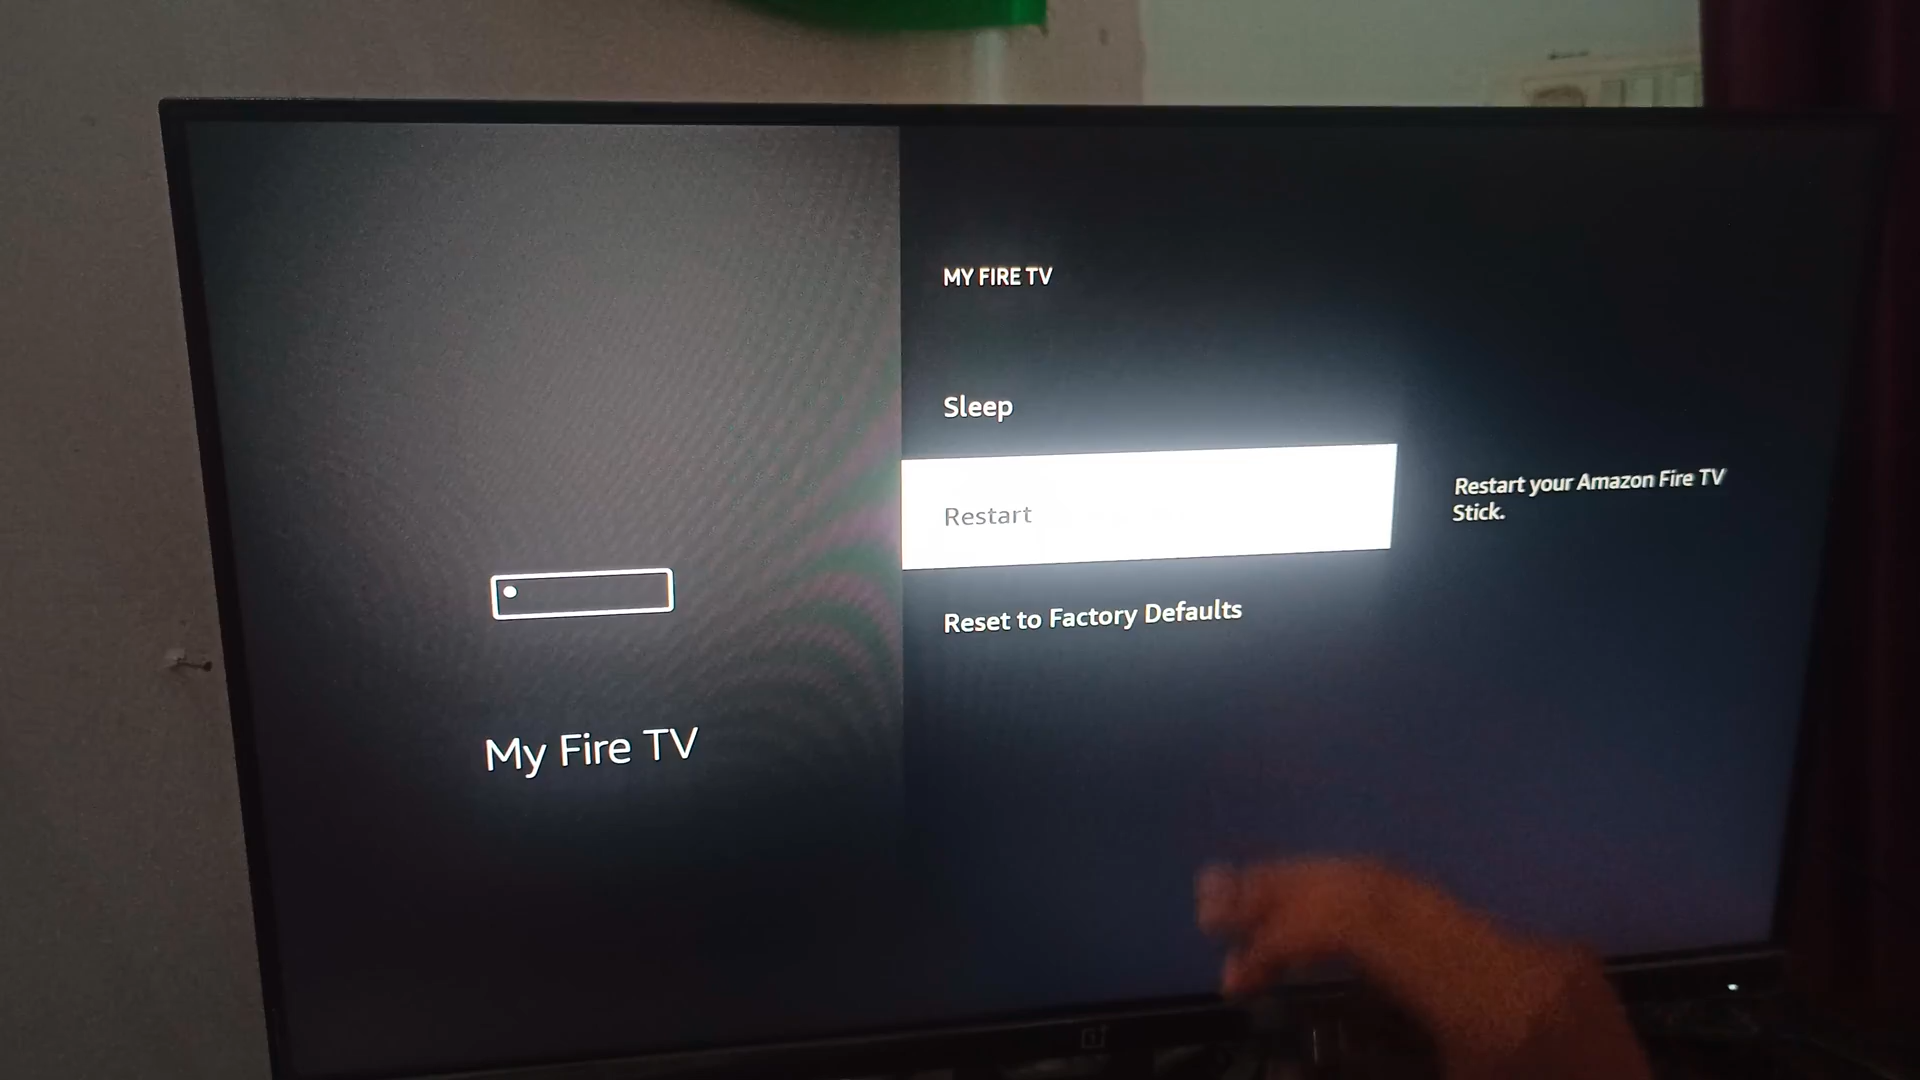 MY FIRE TV
Sleep
Restart
Restart your Amazon Fire TV
Stick.
Reset to Factory Defaults
My Fire TV